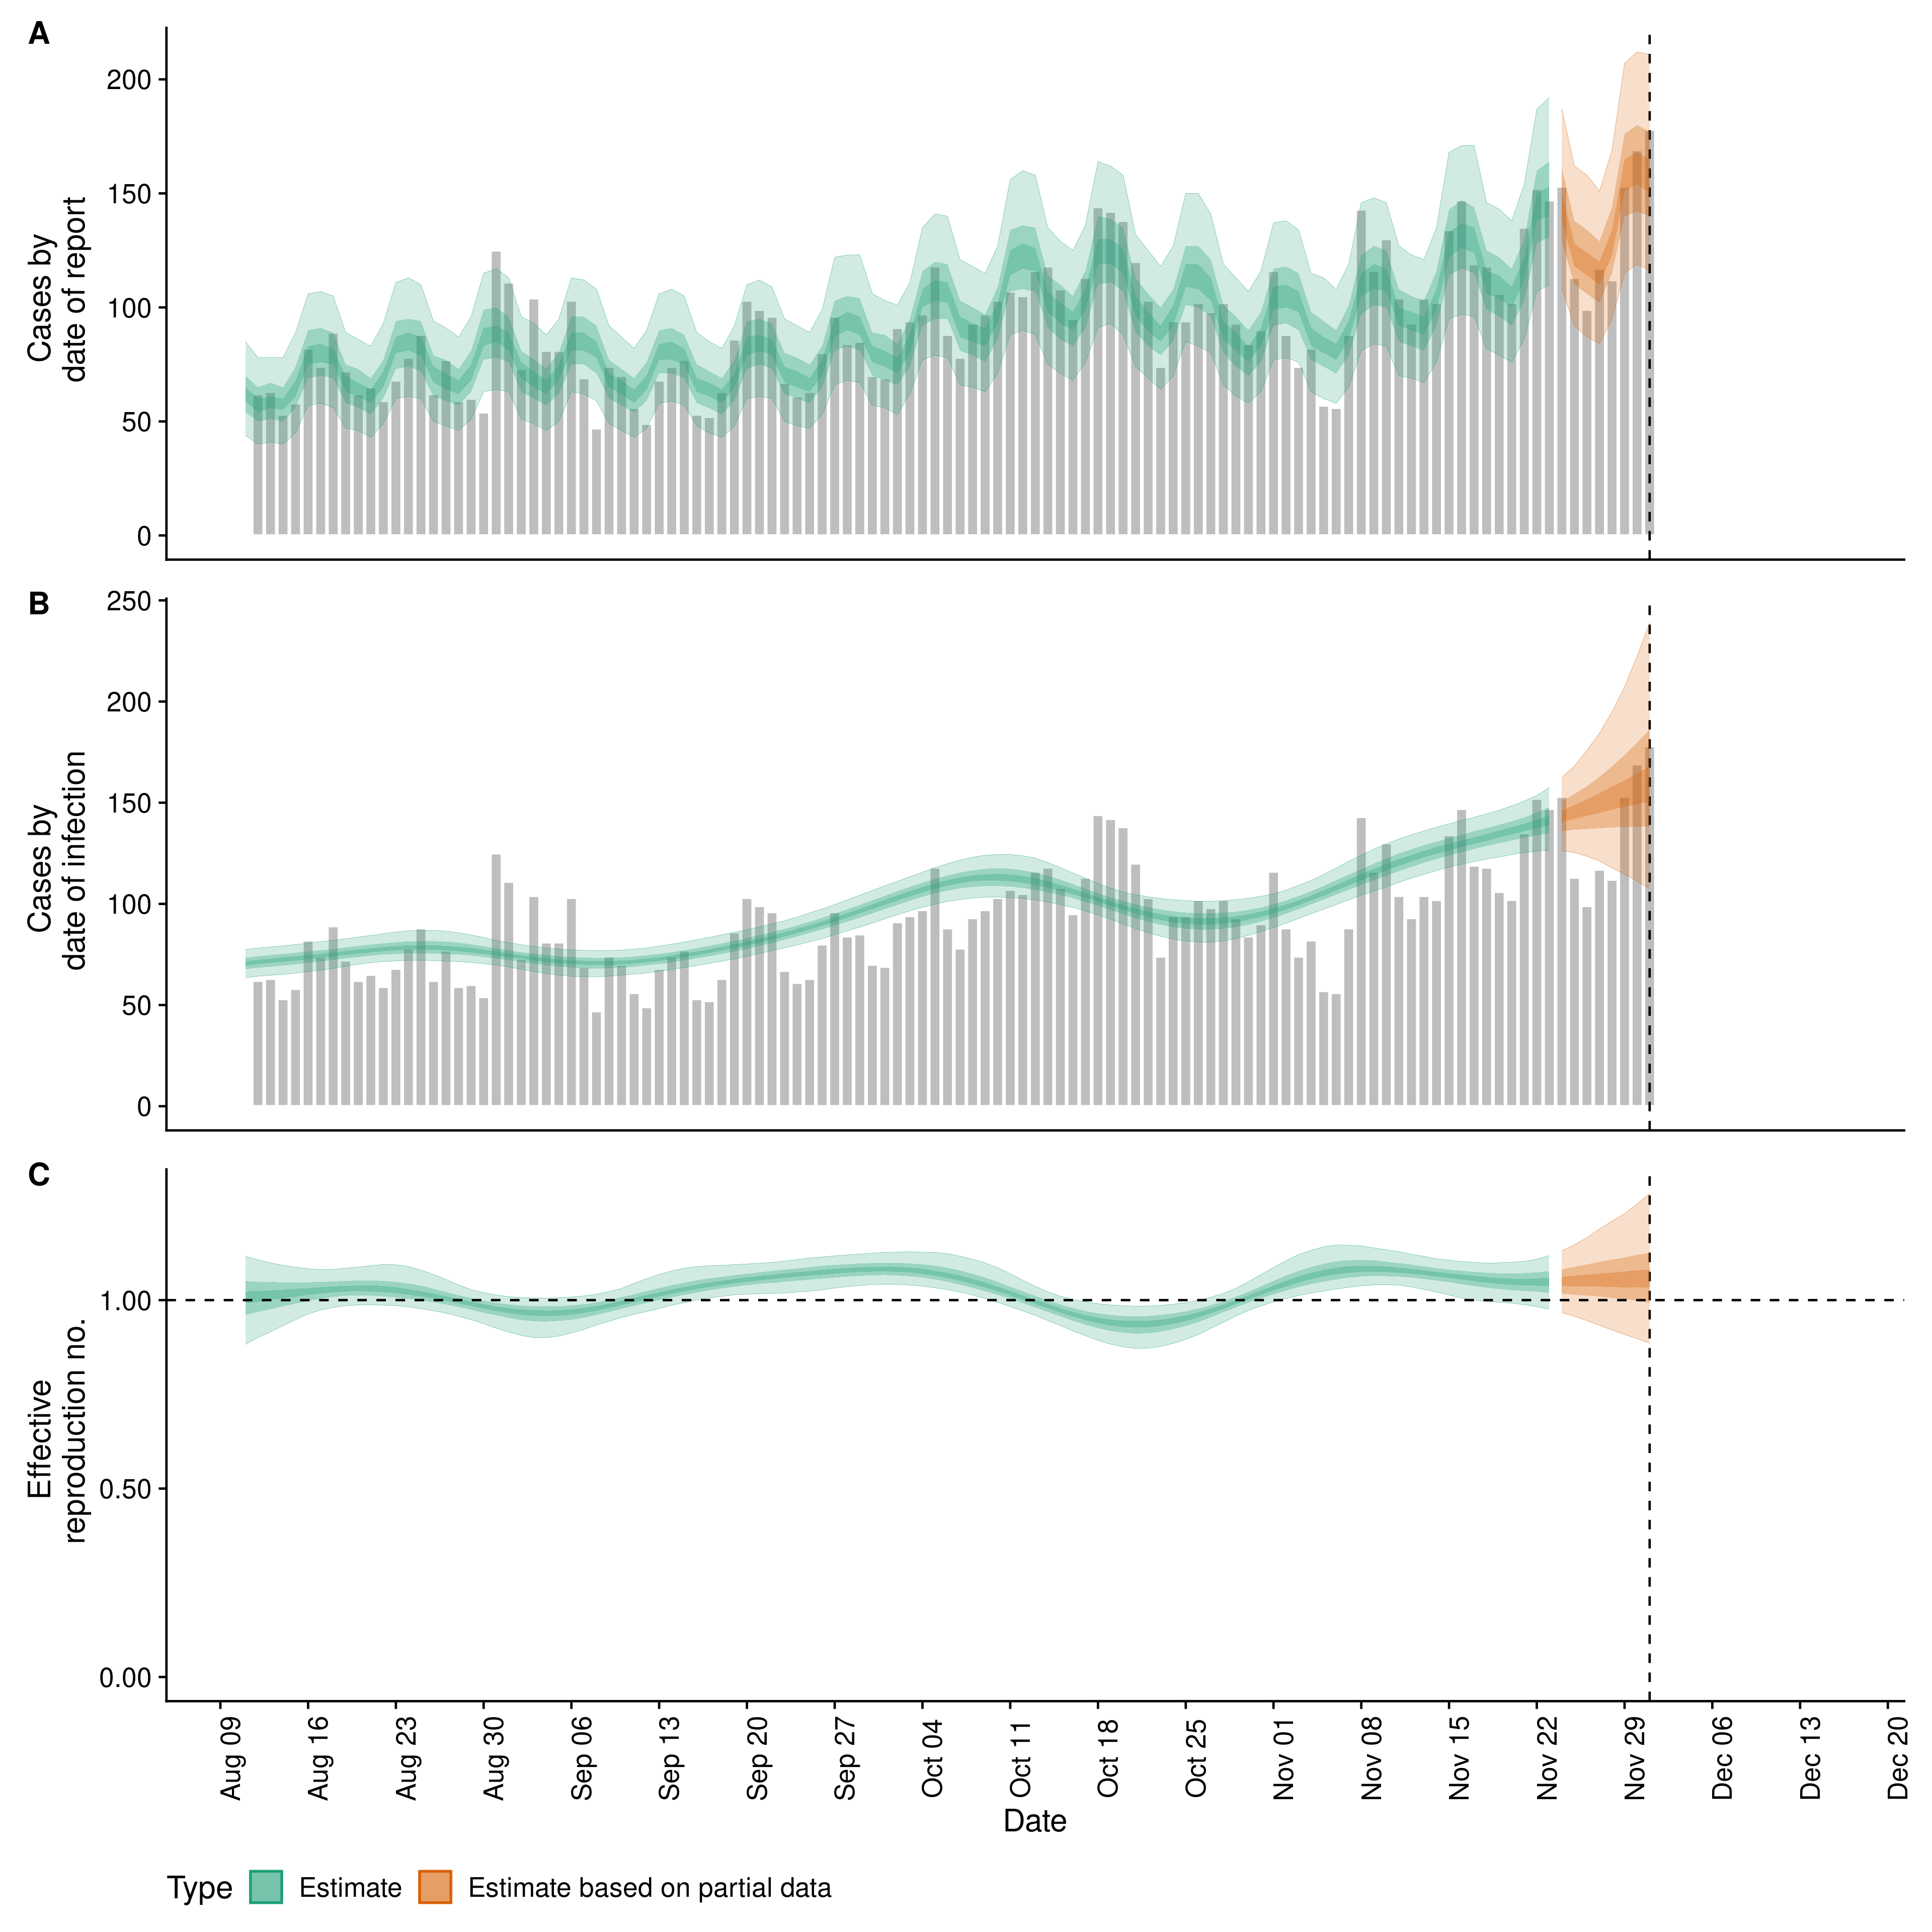 A
Cases by
date of report
200
150
100
50
0
B
Cases by
date of infection
250
200
150
100
50
0
C
Effective
reproduction no.
1.00
0.50
0.00
Aug 09
Aug 16
Aug 23
Aug 30
Sep 06
Sep 13
Sep 20
Sep 27
Oct 04
Oct 11
Oct 18
Oct 25
Nov 01
Nov 08
Nov 15
Nov 22
Nov 29
Dec 06
Dec 13
Dec 20
Date
Type Estimate Estimate based on partial data